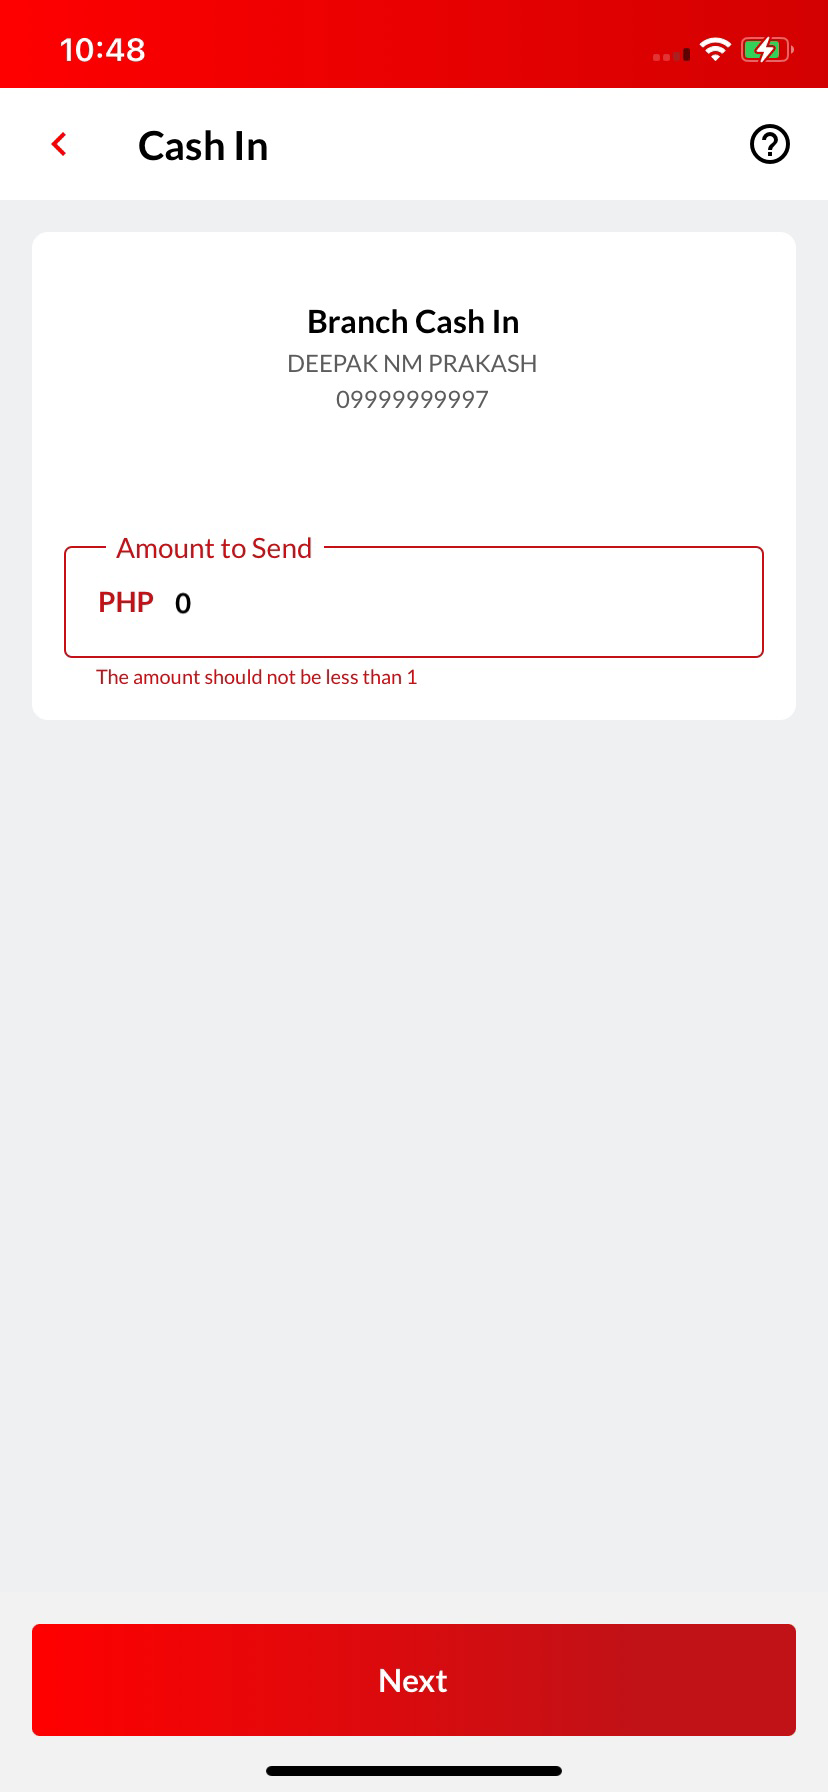 10:48
Cash In
Branch Cash In
DEEPAK NM PRAKASH
09999999997
Amount to Send
PHP 0
The amount should not be less than 1
Next